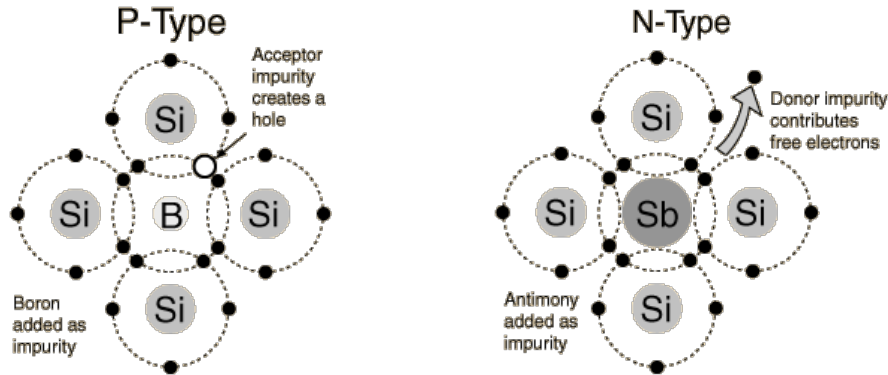 P-Type
Acceptor
impurity
creates a
hole
Si
Si
B
Si
Si
Boron
added as
impurity
N-Type
Donor impurity
contributes
free electrons
Si
Si
Sb
Si
Si
Antimony
added as
impurity